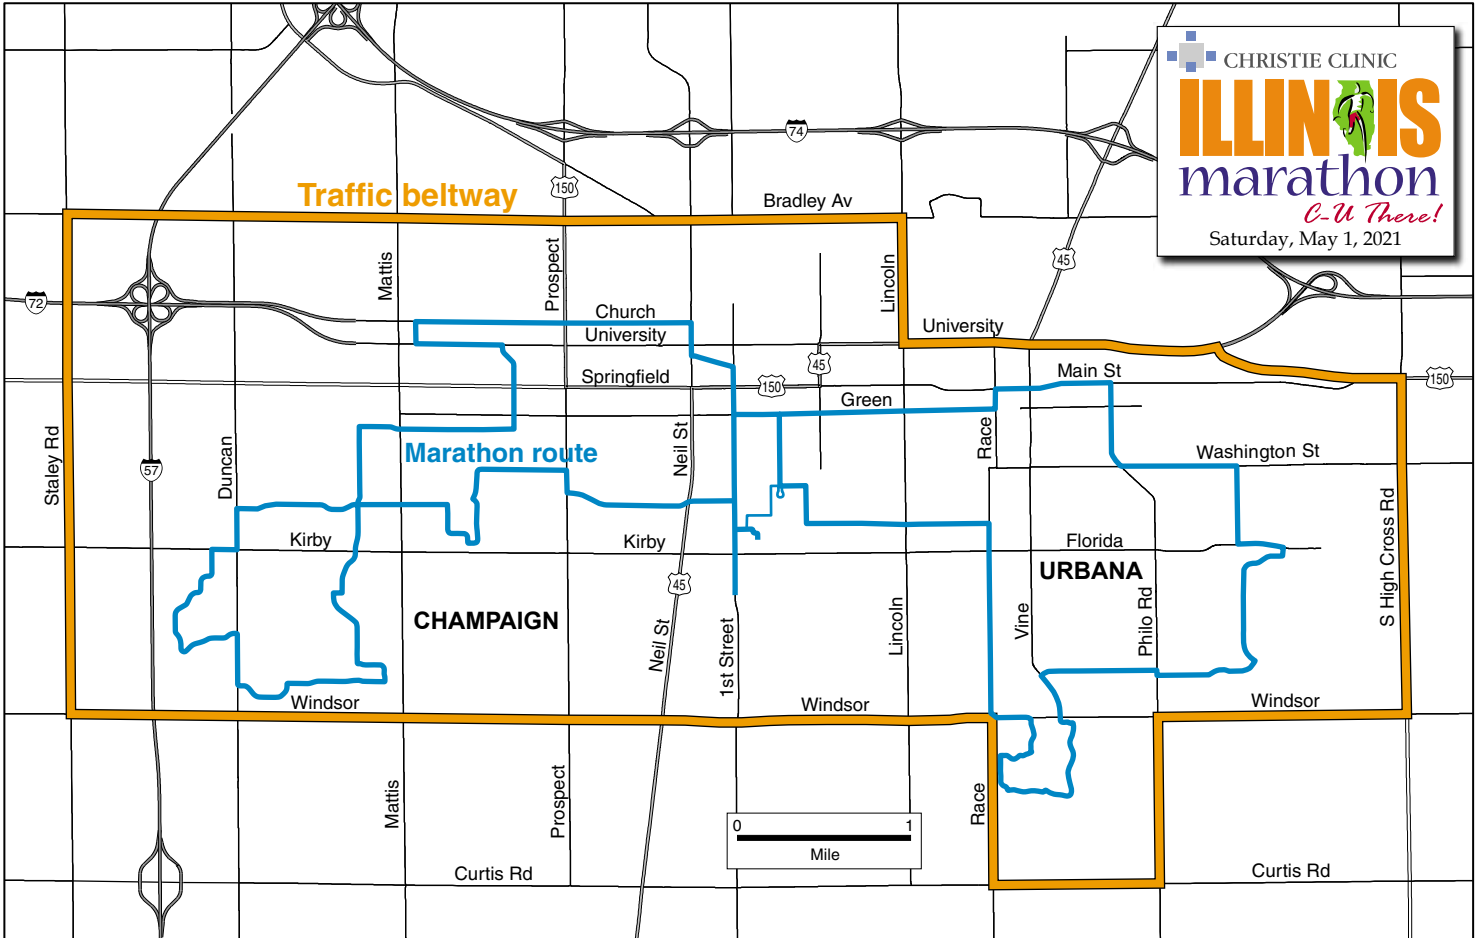 CHRISTIE CLINIC
ILLINOIS
marathon
C-U There!
Saturday, May 1, 2021
74
150
Traffic beltway
Bradley Av
45
Mattis
Prospect
Lincoln
72
Church
University
University
45
Springfield
150
Main St
150
Green
Neil St
Race
Marathon route
Washington St
Staley Rd
57
Duncan
S High Cross Rd
Kirby
Kirby
Florida
URBANA
45
CHAMPAIGN
Neil St
1st Street
Lincoln
Vine
Philo Rd
Windsor
Windsor
Windsor
Mattis
Prospect
Race
0 1
Mile
Curtis Rd
Curtis Rd